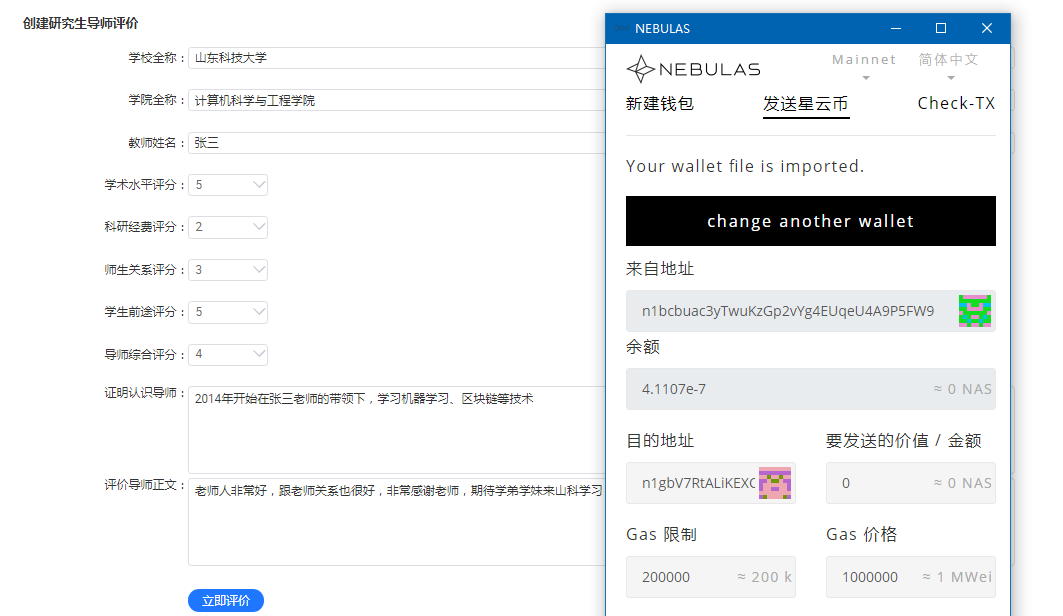 创建研究生导师评价
学校全称：
山东科技大学
学院全称：
计算机科学与工程学院
教师姓名：
张三
学术水平评分：
5
科研经费评分：
2
师生关系评分：
3
学生前途评分：
5
导师综合评分：
4
证明认识导师：
2014年开始在张三老师的带领下，学习机器学习、区块链等技术
评价导师正文：
老师人非常好，跟老师关系也很好，非常感谢老师，期待学弟学妹来山科学习
立即评价
NEBULAS
NEBULAS
Mainnet
简体中文
新建钱包
发送星云币
Check-TX
Your wallet file is imported.
change another wallet
来自地址
n1bcbuac3yTwuKzGp2vYg4EUqeU4A9P5FW9
余额
4.1107e-7
≈ 0 NAS
目的地址
要发送的价值 / 金额
n1gbV7RtALiKEXC
0
≈ 0 NAS
Gas 限制
Gas 价格
200000
≈ 200 k
1000000
≈ 1 MWei